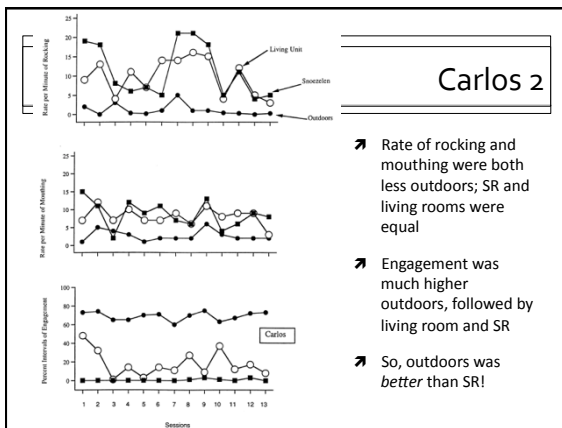 Carlos 2
25
20
15
10
5
0
Rate per Minute of Rocking
Living Unit
Snoezelen
Outdoors
25
20
15
10
5
0
Rate per Minute of Mouthing
100
80
60
40
20
0
Percent Intervals of Engagement
Carlos
1 2 3 4 5 6 7 8 9 10 11 12 13
Sessions
Rate of rocking and
mouthing were both
less outdoors; SR and
living rooms were
equal
Engagement was
much higher
outdoors, followed by
living room and SR
So, outdoors was
better than SR!